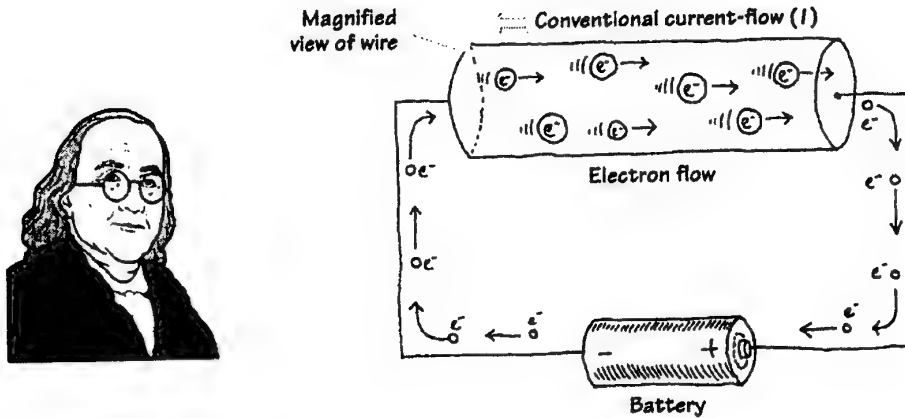 Magnified
view of wire
Conventional current-flow (I)
e⁻ e⁻ e⁻ e⁻
e⁻ e⁻ e⁻
Electron flow
e⁻
e⁻
e⁻
e⁻
e⁻
e⁻ e⁻ e⁻
- +
Battery